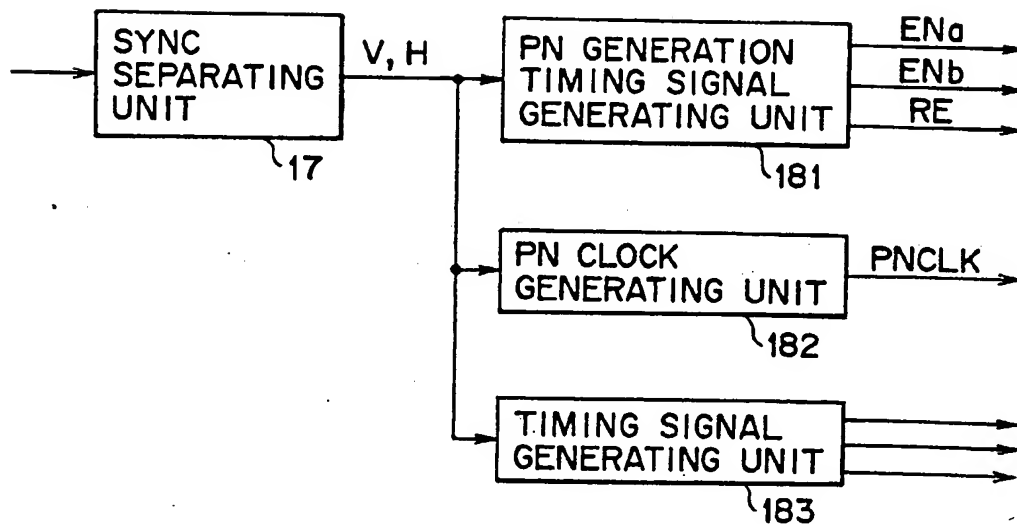 SYNC
SEPARATING
UNIT
17
V, H
PN GENERATION
TIMING SIGNAL
GENERATING UNIT
181
ENa
ENb
RE
PN CLOCK
GENERATING UNIT
182
PNCLK
TIMING SIGNAL
GENERATING UNIT
183